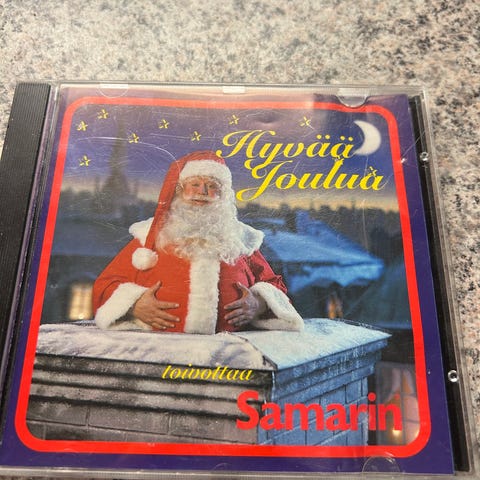 Hyvää
Joulua
toivottaa
Samarin